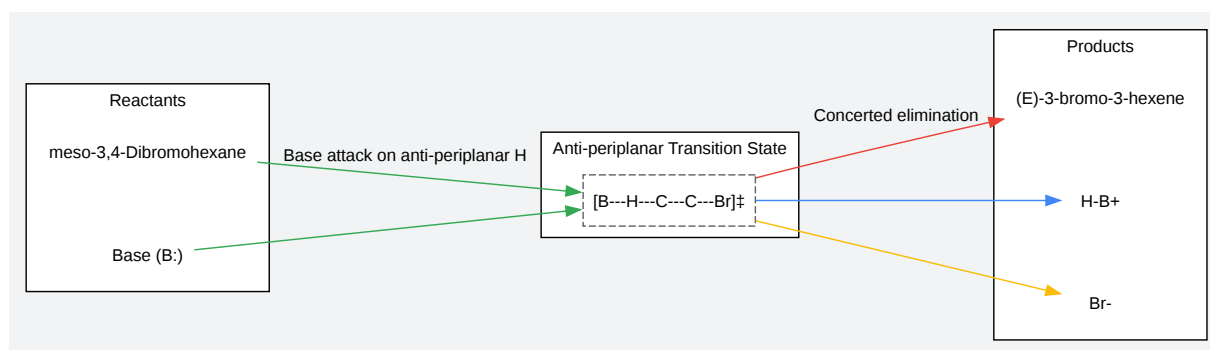 Reactants
meso-3,4-Dibromohexane
Base (B:)
Base attack on anti-periplanar H
Anti-periplanar Transition State
[B---H---C---C---Br]‡
Concerted elimination
Products
(E)-3-bromo-3-hexene
H-B+
Br-